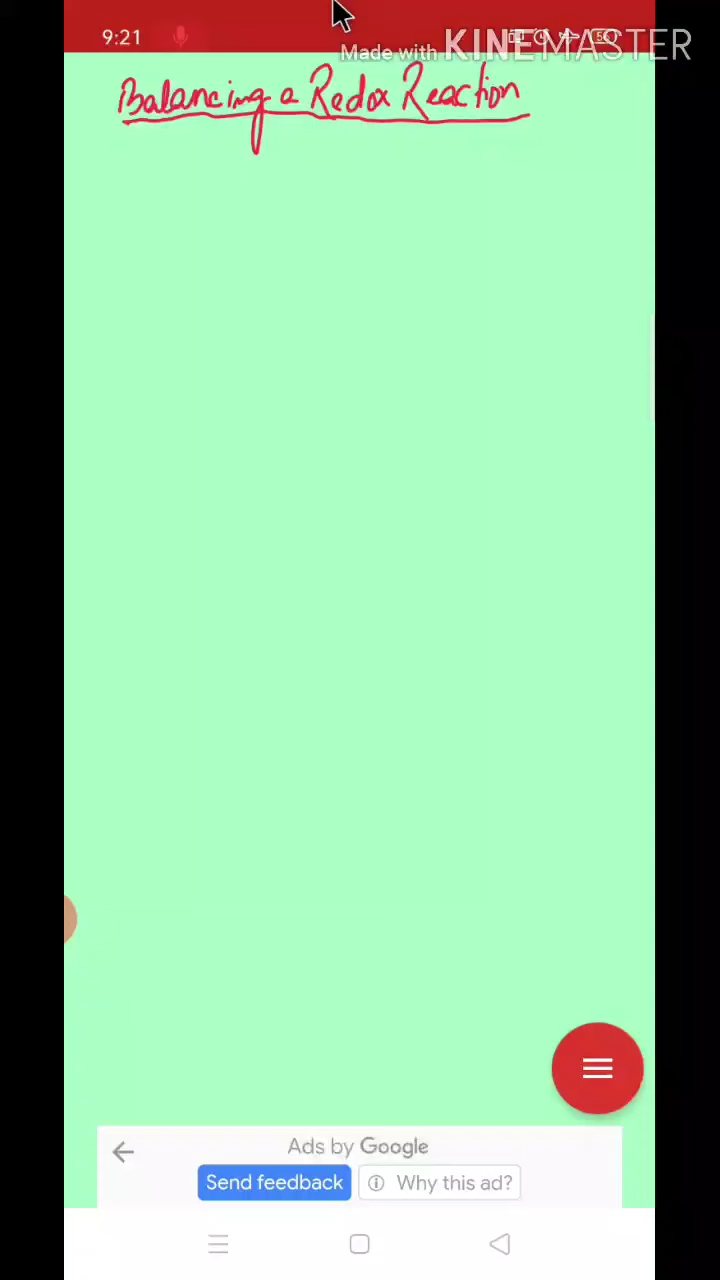 9:21
Made with KINEMASTER
Balancing a Redox Reaction
Ads by Google
Send feedback
Why this ad?